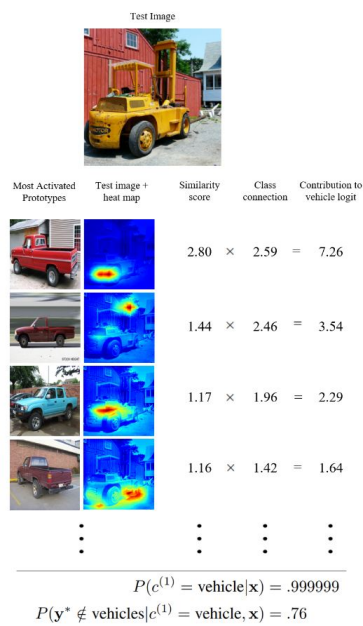 Test Image
MOTOR
Most Activated Prototypes
Test image + heat map
Similarity score
Class connection
Contribution to vehicle logit
2.80 × 2.59 = 7.26
1.44 × 2.46 = 3.54
1.17 × 1.96 = 2.29
1.16 × 1.42 = 1.64
P(c⁽¹⁾ = vehicle|x) = .999999
P(y* ∉ vehicles|c⁽¹⁾ = vehicle, x) = .76